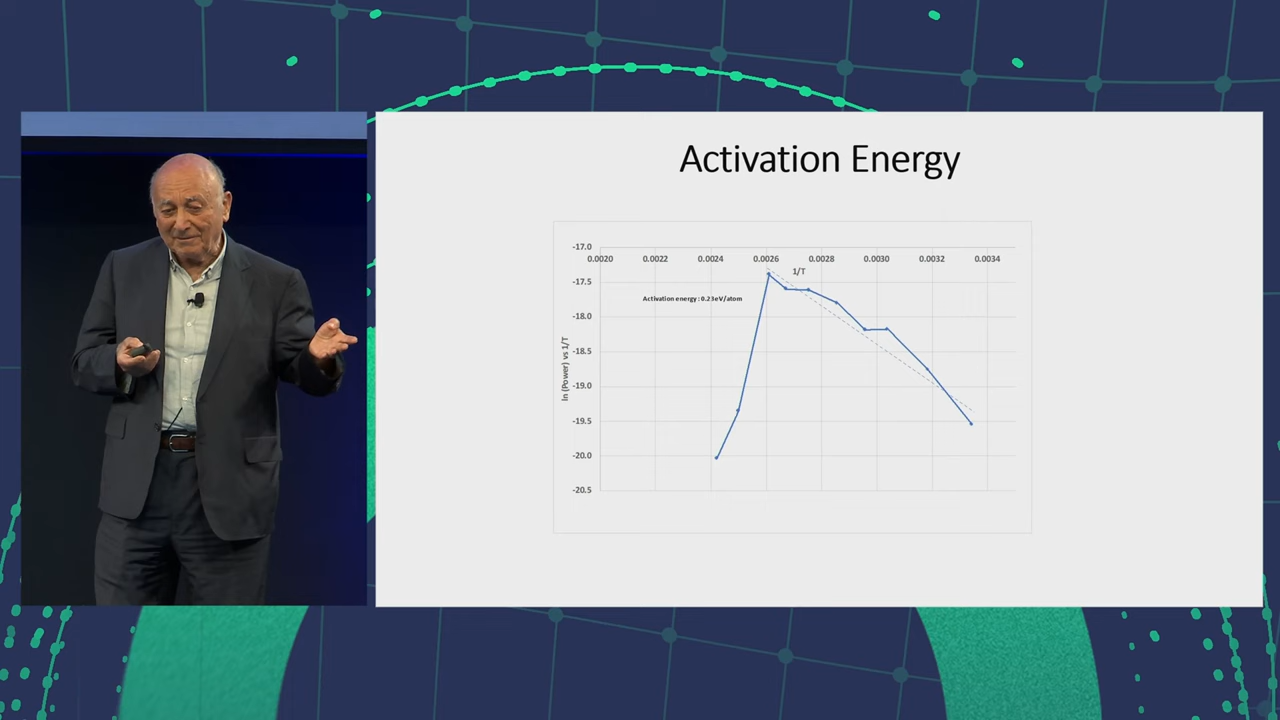 Activation Energy
-17.0
0.0020 0.0022 0.0024 0.0026 0.0028 0.0030 0.0032 0.0034
1/T
-17.5
Activation energy : 0.23eV/atom
-18.0
-18.5
ln (Power) vs 1/T
-19.0
-19.5
-20.0
-20.5